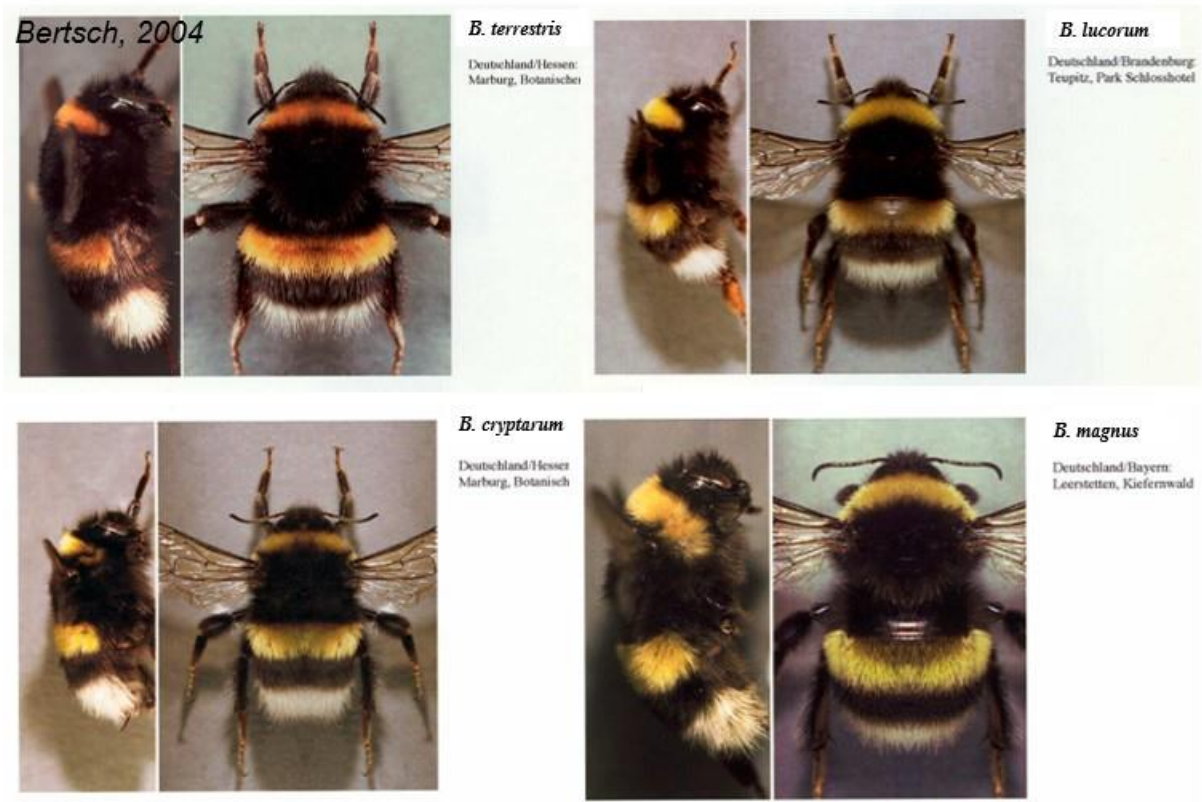 Bertsch, 2004
B. terrestris
Deutschland/Hessen:
Marburg, Botanischer
B. lucorum
Deutschland/Brandenburg:
Teupitz, Park Schlosshotel
B. cryptarum
Deutschland/Hessen
Marburg, Botanisch
B. magnus
Deutschland/Bayern:
Leerstetten, Kiefernwald